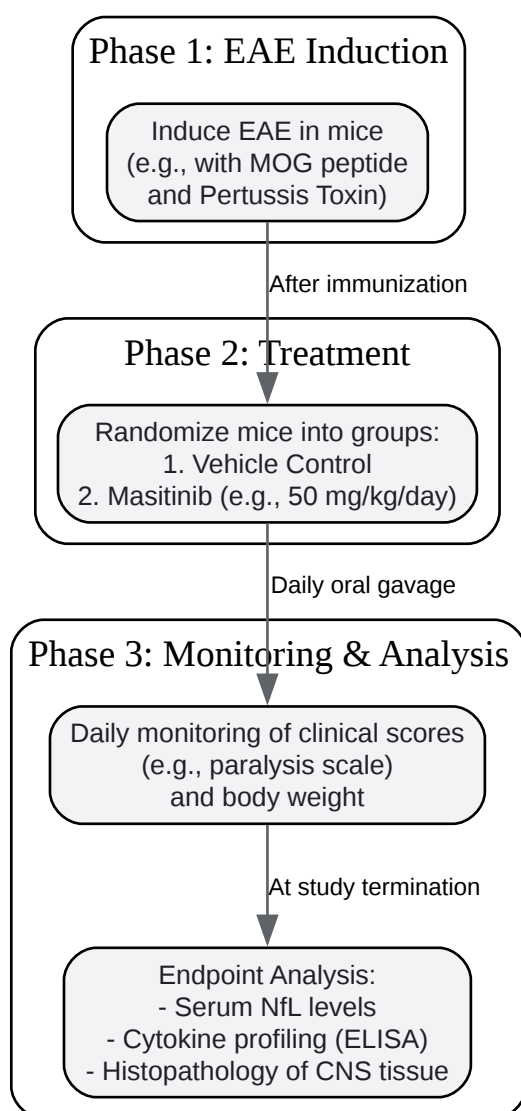 Phase 1: EAE Induction
Induce EAE in mice
(e.g., with MOG peptide
and Pertussis Toxin)
After immunization
Phase 2: Treatment
Randomize mice into groups:
1. Vehicle Control
2. Masitinib (e.g., 50 mg/kg/day)
Daily oral gavage
Phase 3: Monitoring & Analysis
Daily monitoring of clinical scores
(e.g., paralysis scale)
and body weight
At study termination
Endpoint Analysis:
- Serum NfL levels
- Cytokine profiling (ELISA)
- Histopathology of CNS tissue